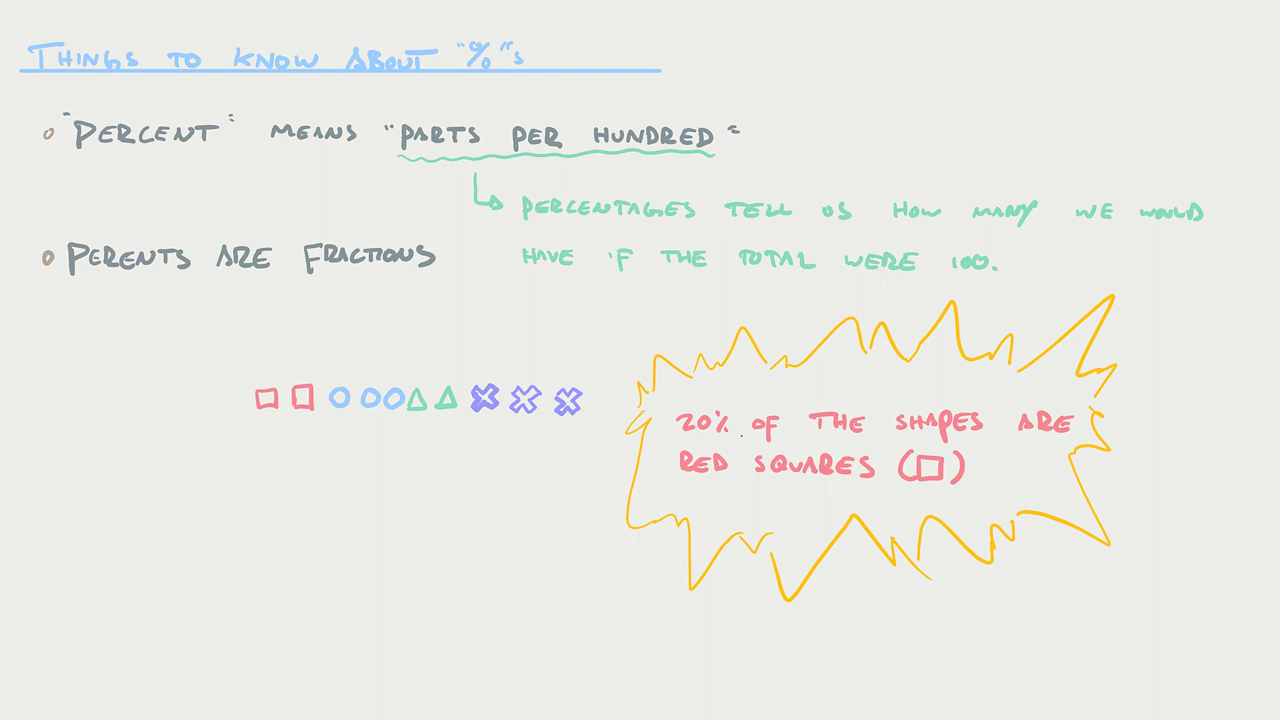 THINGS TO KNOW ABOUT "%"s
"PERCENT" MEANS "PARTS PER HUNDRED"
PERCENTAGES TELL US HOW MANY WE WOULD
HAVE IF THE TOTAL WERE 100.
PERENTS ARE FRACTIONS
20% OF THE SHAPES ARE
RED SQUARES (□)